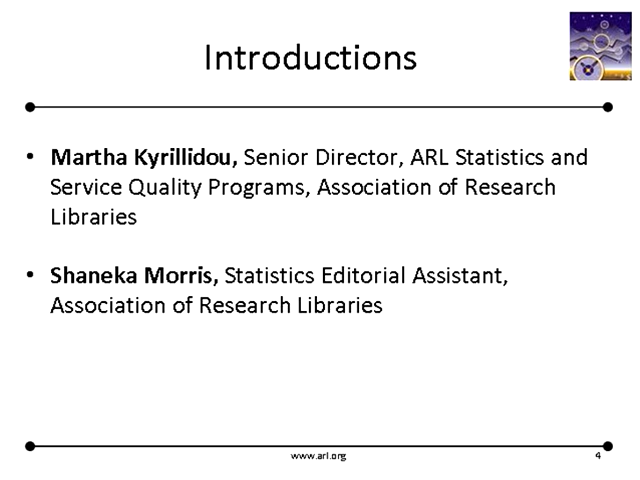 Introductions
• Martha Kyrillidou, Senior Director, ARL Statistics and
Service Quality Programs, Association of Research
Libraries
• Shaneka Morris, Statistics Editorial Assistant,
Association of Research Libraries
www.arl.org
4